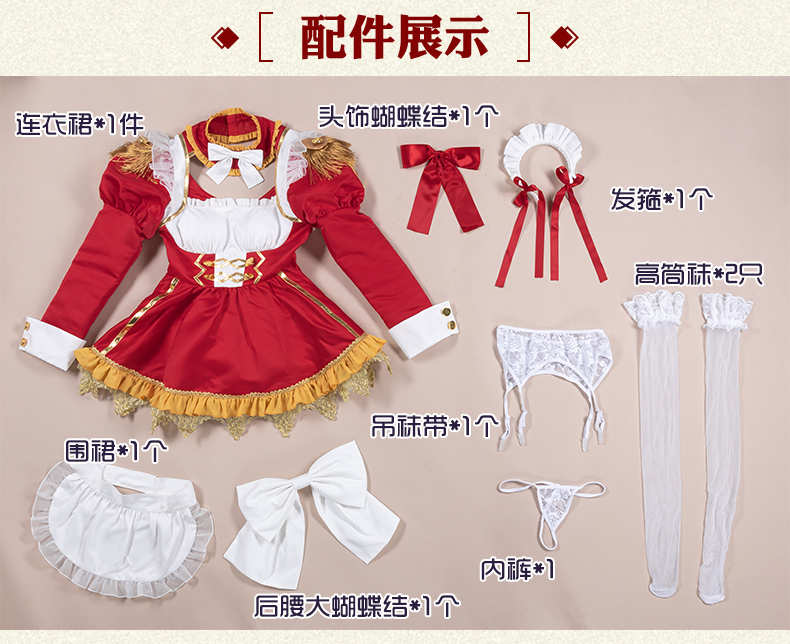 配件展示
连衣裙*1件
头饰蝴蝶结*1个
发箍*1个
高筒袜*2只
吊袜带*1个
围裙*1个
内裤*1
后腰大蝴蝶结*1个